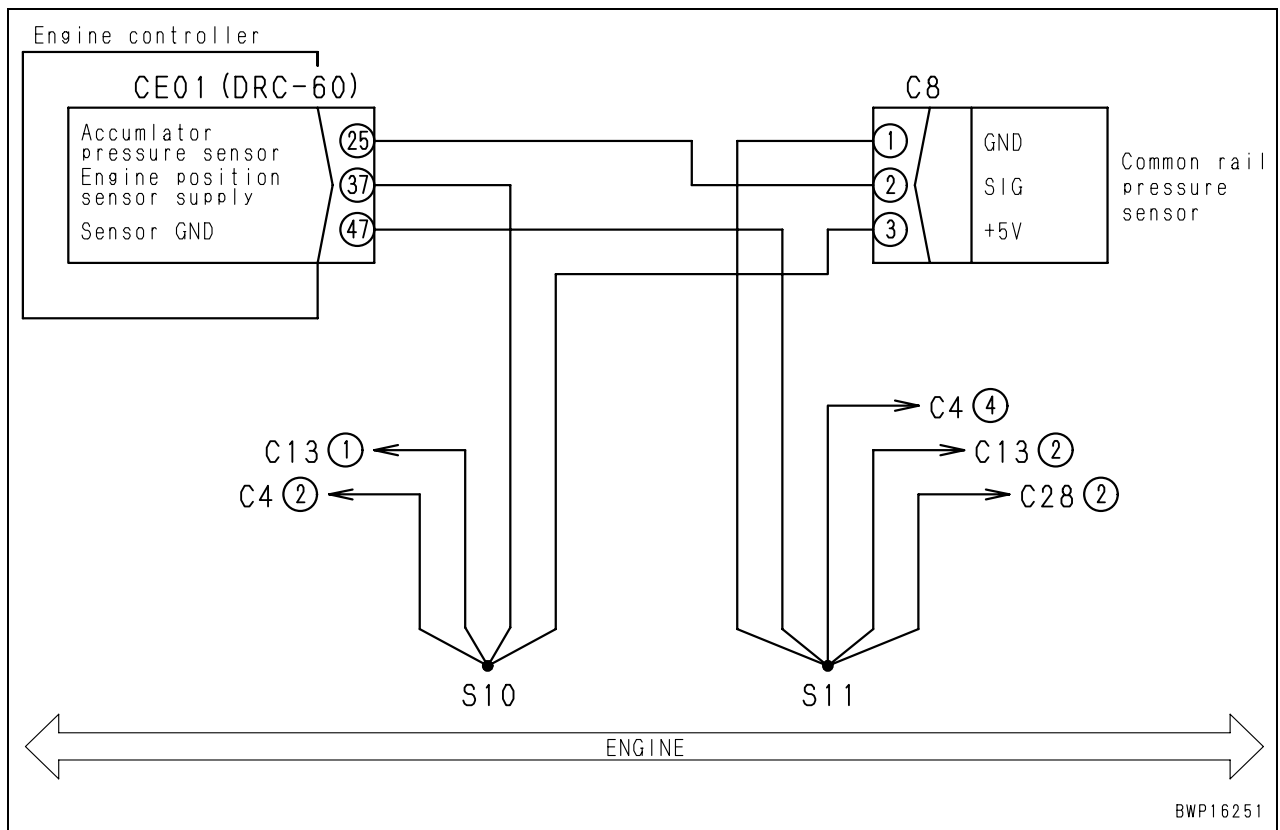 Engine controller
CE01 (DRC-60)
Accumlator
pressure sensor
25
Engine position
sensor supply
37
Sensor GND
47
C8
1
GND
2
SIG
3
+5V
Common rail
pressure
sensor
C4 4
C13 1
C13 2
C4 2
C28 2
S10
S11
ENGINE
BWP16251